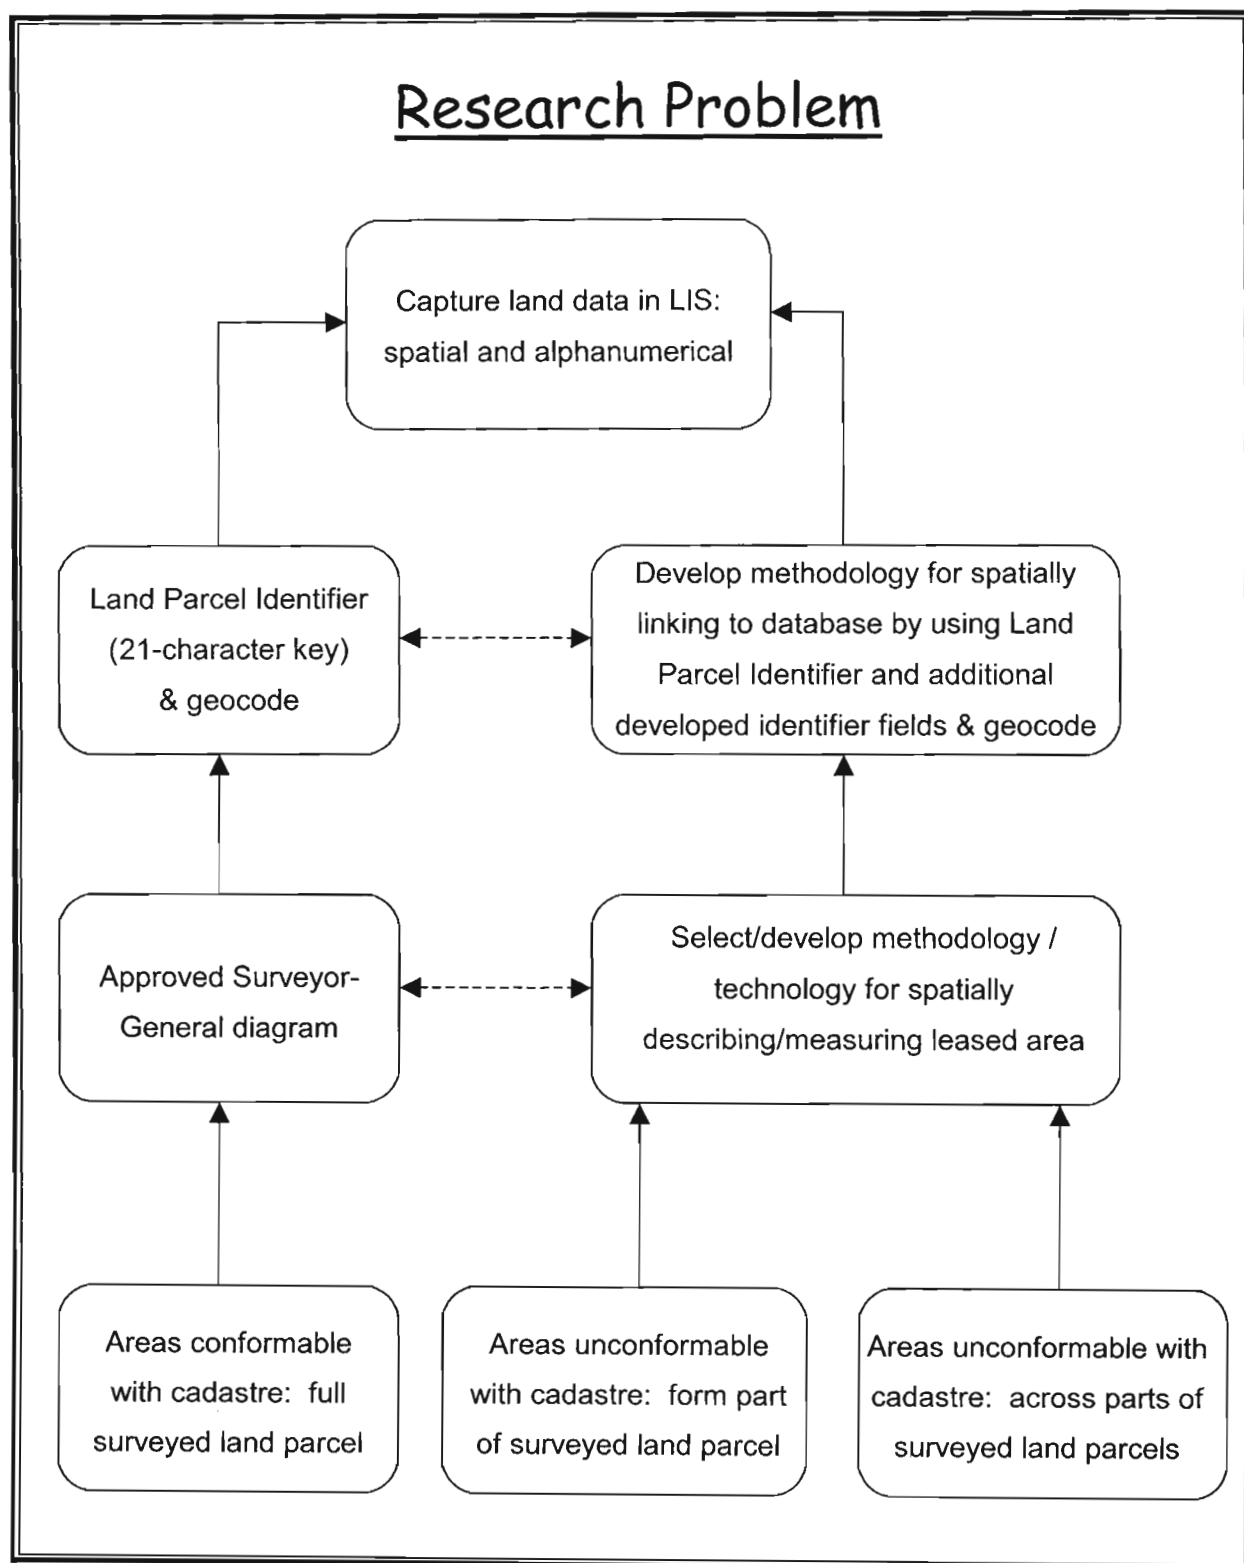 Research Problem
Capture land data in LIS:
spatial and alphanumerical
Land Parcel Identifier
(21-character key)
& geocode
Develop methodology for spatially
linking to database by using Land
Parcel Identifier and additional
developed identifier fields & geocode
Approved Surveyor-
General diagram
Select/develop methodology /
technology for spatially
describing/measuring leased area
Areas conformable
with cadastre: full
surveyed land parcel
Areas unconformable
with cadastre: form part
of surveyed land parcel
Areas unconformable with
cadastre: across parts of
surveyed land parcels